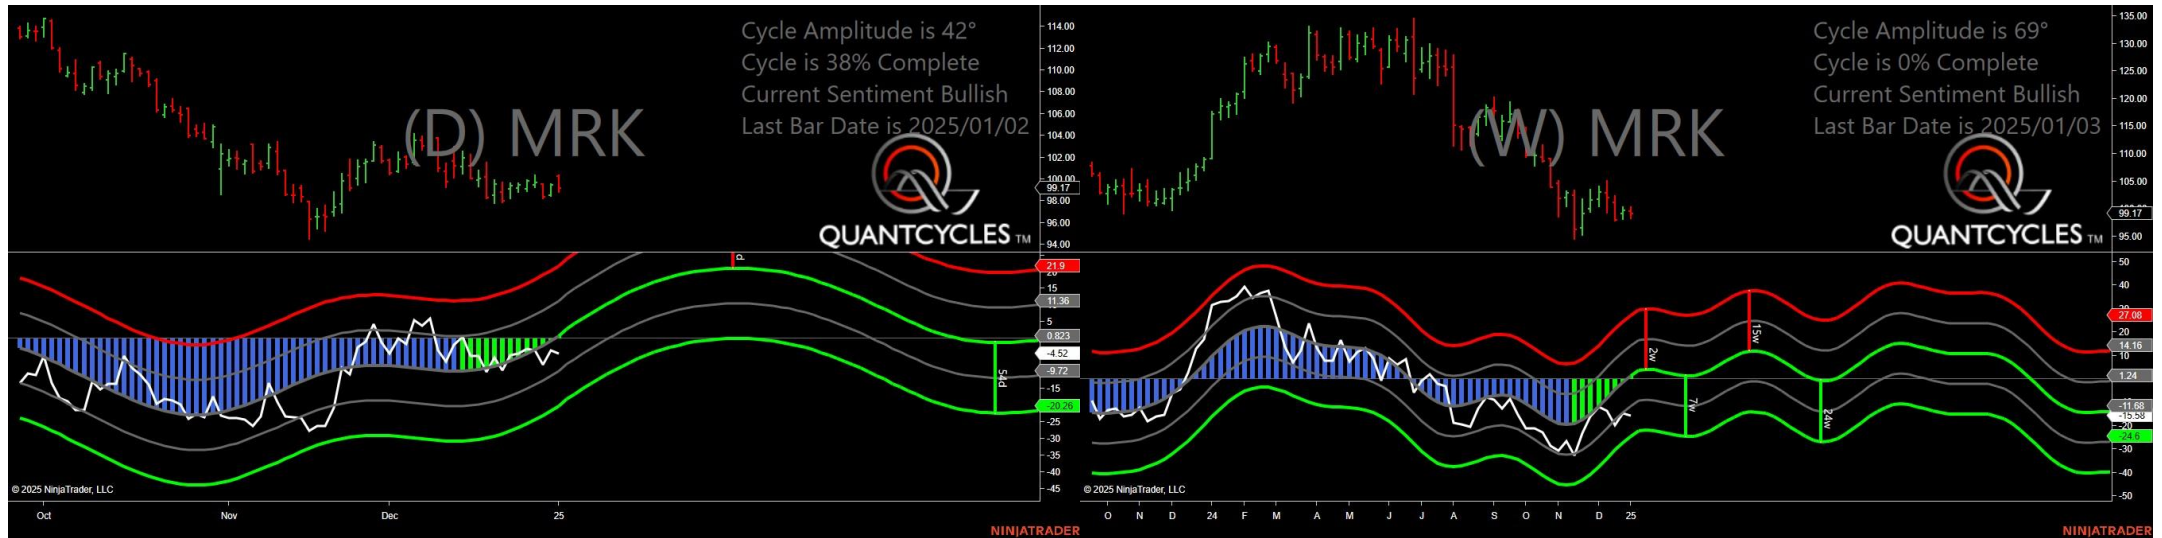 Cycle Amplitude is 42°
Cycle is 38% Complete
Current Sentiment Bullish
Last Bar Date is 2025/01/02
(D) MRK
QUANTCYCLES TM
114.00
112.00
110.00
108.00
106.00
104.00
102.00
100.00
99.17
98.00
96.00
94.00
21.9
15
11.36
5
0.823
-4.52
-9.72
-15
-20.26
-25
-30
-35
-40
-45
d
54d
© 2025 NinjaTrader, LLC
Oct Nov Dec 25
NINJATRADER
Cycle Amplitude is 69°
Cycle is 0% Complete
Current Sentiment Bullish
Last Bar Date is 2025/01/03
(W) MRK
QUANTCYCLES TM
135.00
130.00
125.00
120.00
115.00
110.00
105.00
99.17
95.00
50
40
27.08
20
14.16
10
1.24
-11.68
-15.58
-20
-24.6
-30
-40
-50
2w
7w
15w
24w
© 2025 NinjaTrader, LLC
O N D 24 F M A M J J A S O N D 25
NINJATRADER